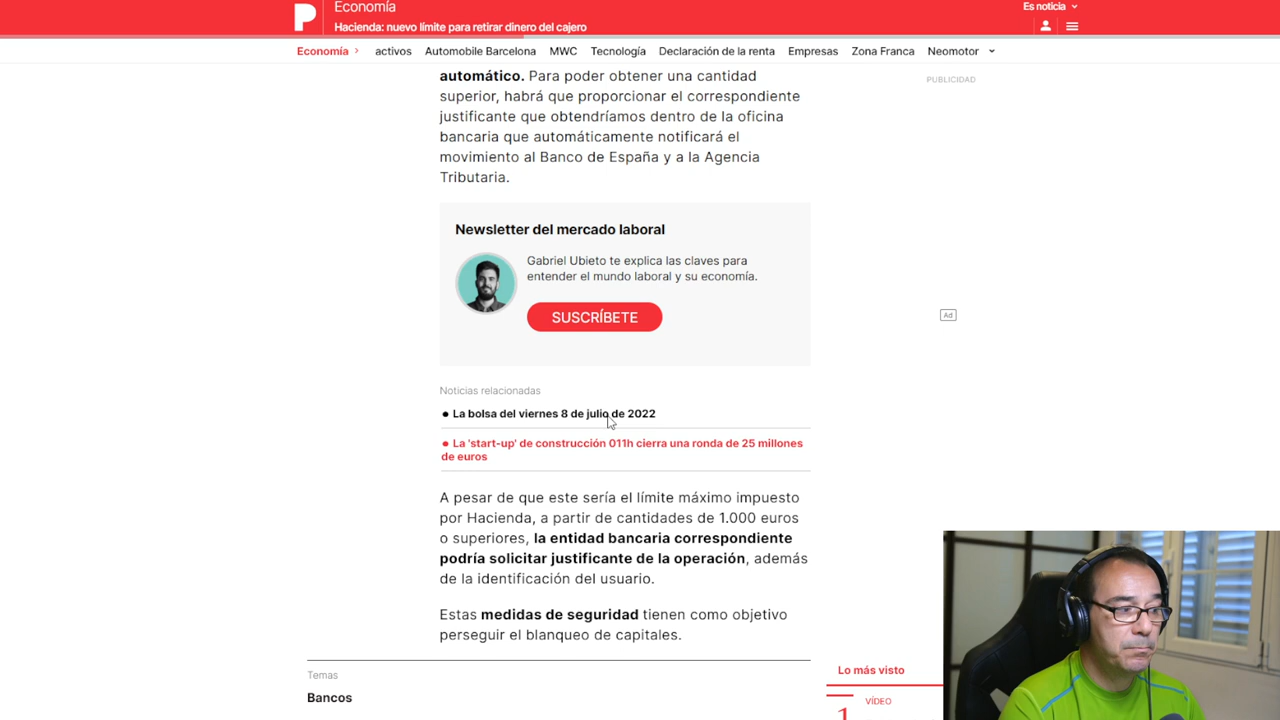 P
Economía
Hacienda: nuevo límite para retirar dinero del cajero
Es noticia
Economía
activos
Automobile Barcelona
MWC
Tecnología
Declaración de la renta
Empresas
Zona Franca
Neomotor
automático. Para poder obtener una cantidad
superior, habrá que proporcionar el correspondiente
justificante que obtendríamos dentro de la oficina
bancaria que automáticamente notificará el
movimiento al Banco de España y a la Agencia
Tributaria.
PUBLICIDAD
Newsletter del mercado laboral
Gabriel Ubieto te explica las claves para
entender el mundo laboral y su economía.
SUSCRÍBETE
Ad
Noticias relacionadas
La bolsa del viernes 8 de julio de 2022
La 'start-up' de construcción 011h cierra una ronda de 25 millones
de euros
A pesar de que este sería el límite máximo impuesto
por Hacienda, a partir de cantidades de 1.000 euros
o superiores, la entidad bancaria correspondiente
podría solicitar justificante de la operación, además
de la identificación del usuario.
Estas medidas de seguridad tienen como objetivo
perseguir el blanqueo de capitales.
Temas
Bancos
Lo más visto
1
VÍDEO